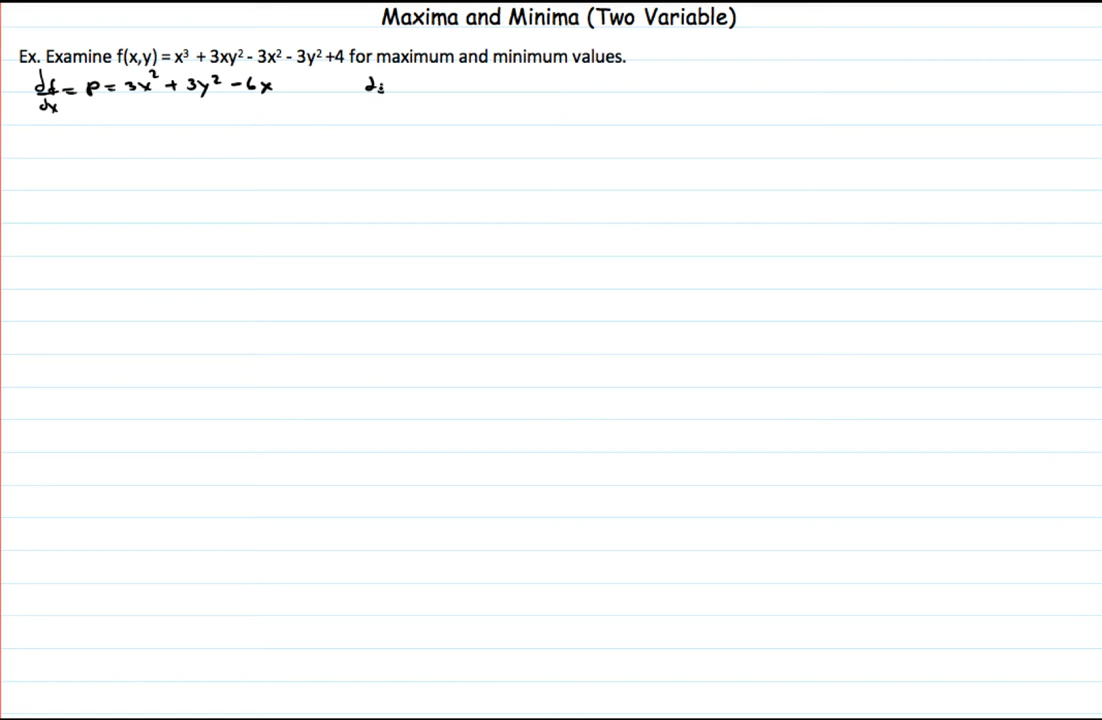 Maxima and Minima (Two Variable)
Ex. Examine f(x,y) = x³ + 3xy² - 3x² - 3y² +4 for maximum and minimum values.
df/dx = p = 3x² + 3y² - 6x